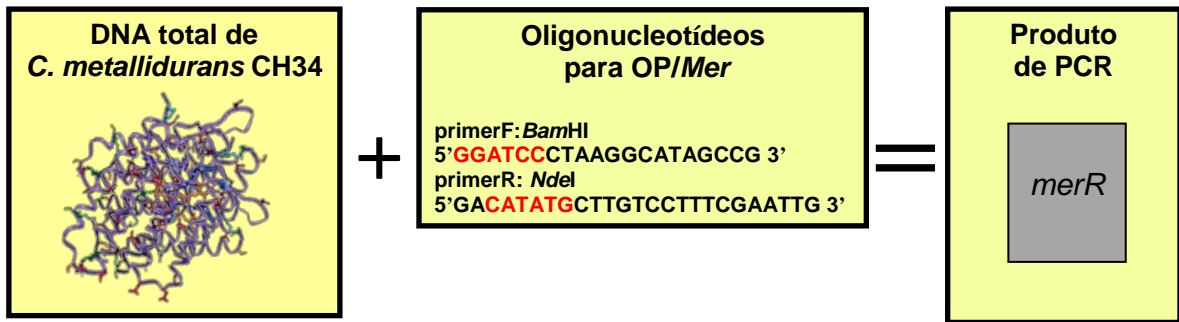 DNA total de
C. metallidurans CH34
+
Oligonucleotídeos
para OP/Mer
primerF:BamHI
5’GGATCCCTAAGGCATAGCCG 3’
primerR: NdeI
5’GACATATGCTTGTCCTTTCGAATTG 3’
=
Produto
de PCR
merR